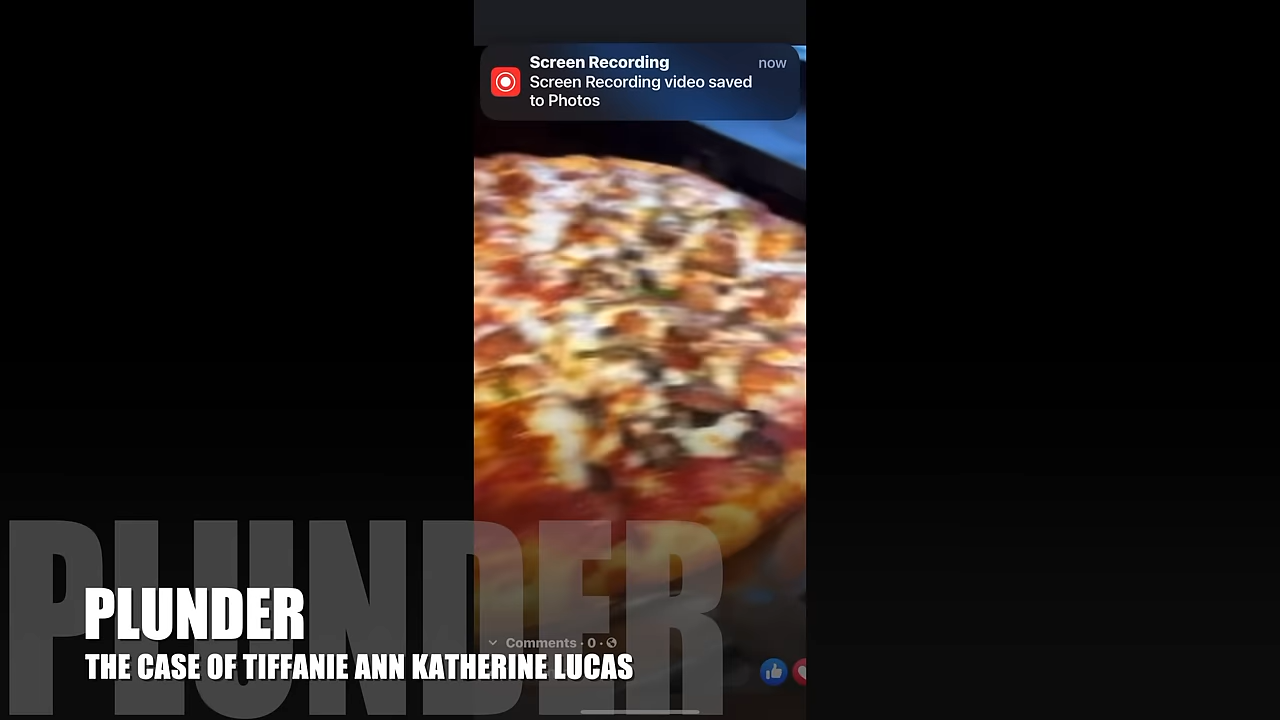 Screen Recording
now
Screen Recording video saved
to Photos
PLUNDER
Comments · 0 ·
PLUNDER
THE CASE OF TIFFANIE ANN KATHERINE LUCAS